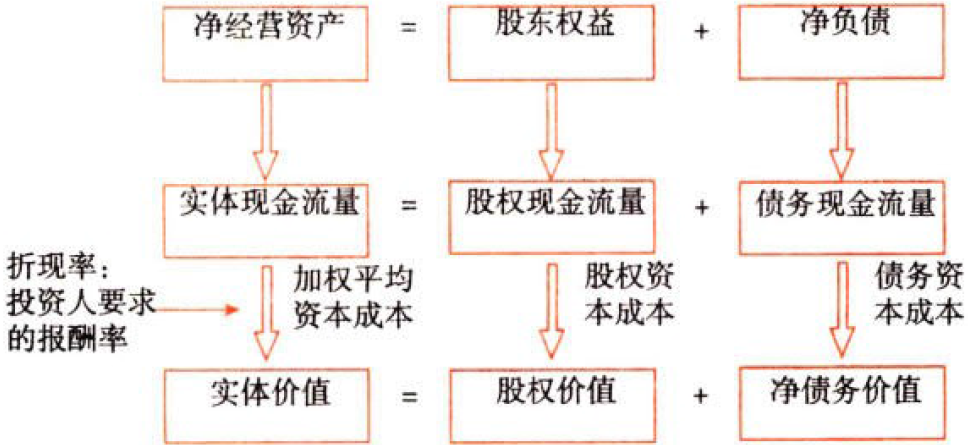 净经营资产 = 股东权益 + 净负债
实体现金流量 = 股权现金流量 + 债务现金流量
折现率：
投资人要求
的报酬率
加权平均
资本成本
股权资
本成本
债务资
本成本
实体价值 = 股权价值 + 净债务价值